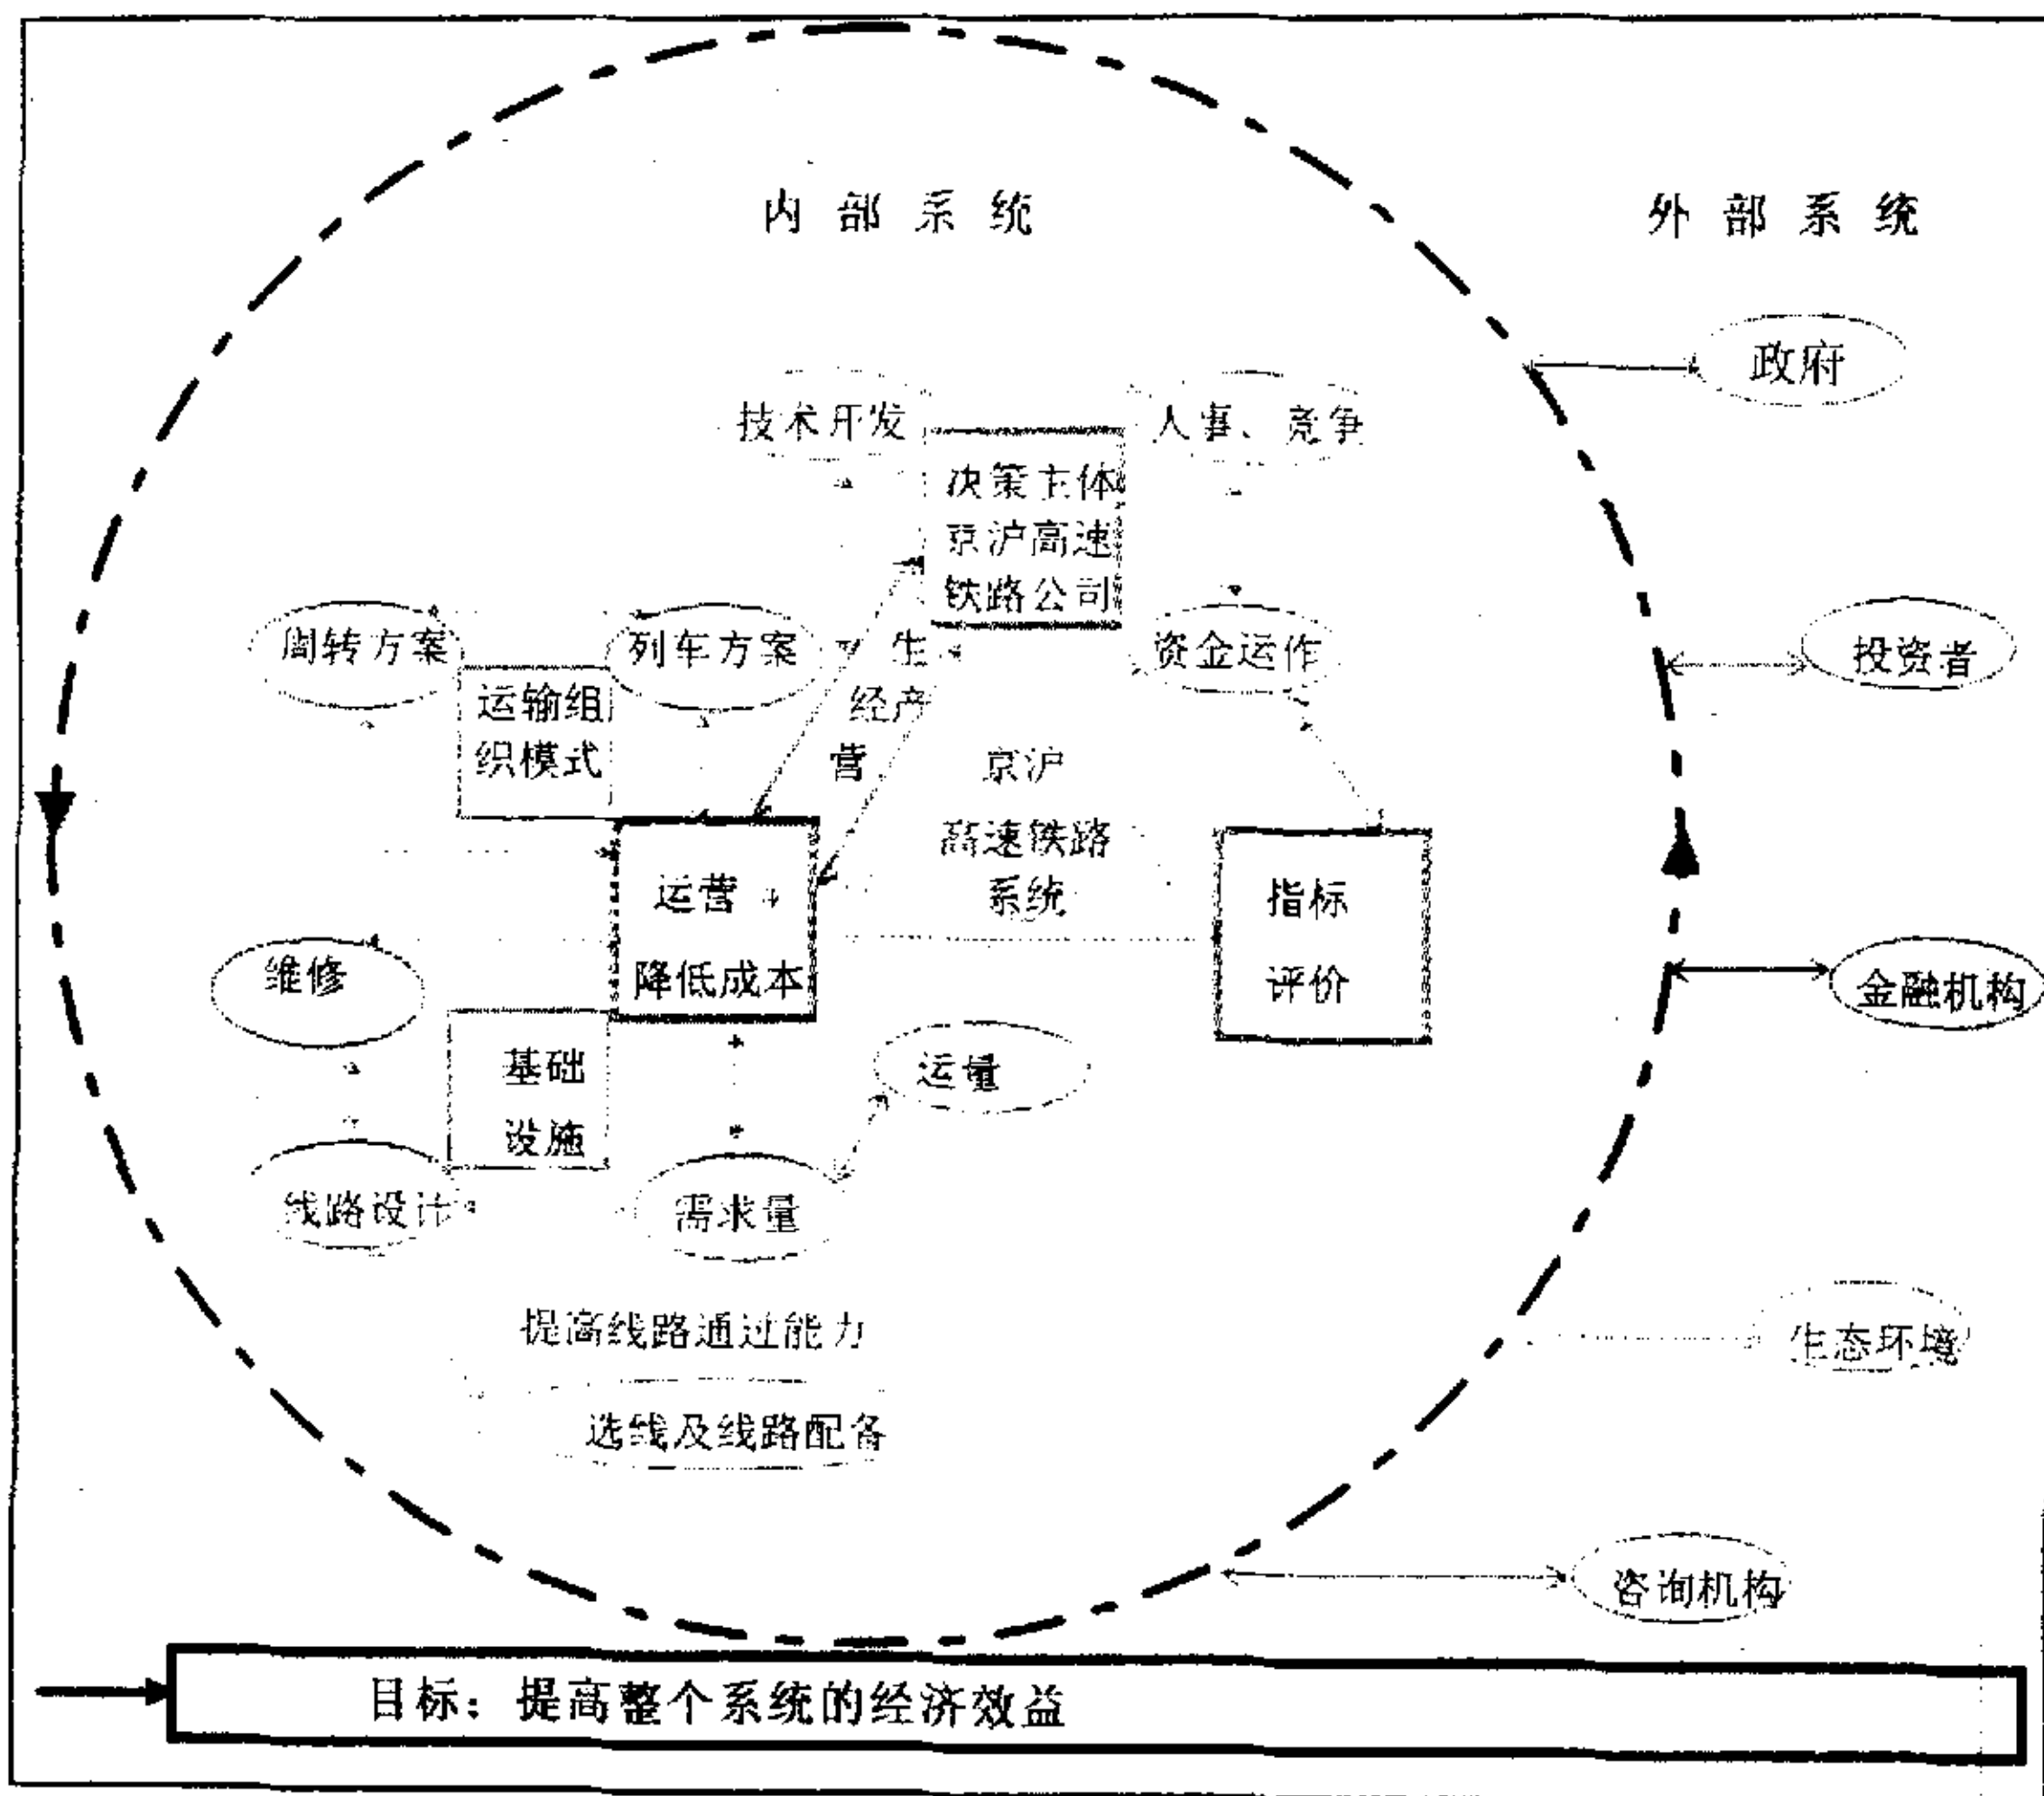 内部系统
外部系统
政府
技术开发
人事、竞争
决策主体
京沪高速
铁路公司
周转方案
列车方案
生
资金运作
投资者
运输组
织模式
经产
营
京沪
高速铁路
系统
运营
降低成本
指标
评价
维修
金融机构
基础
设施
运量
线路设计
需求量
提高线路通过能力
生态环境
选线及线路配备
咨询机构
目标：提高整个系统的经济效益